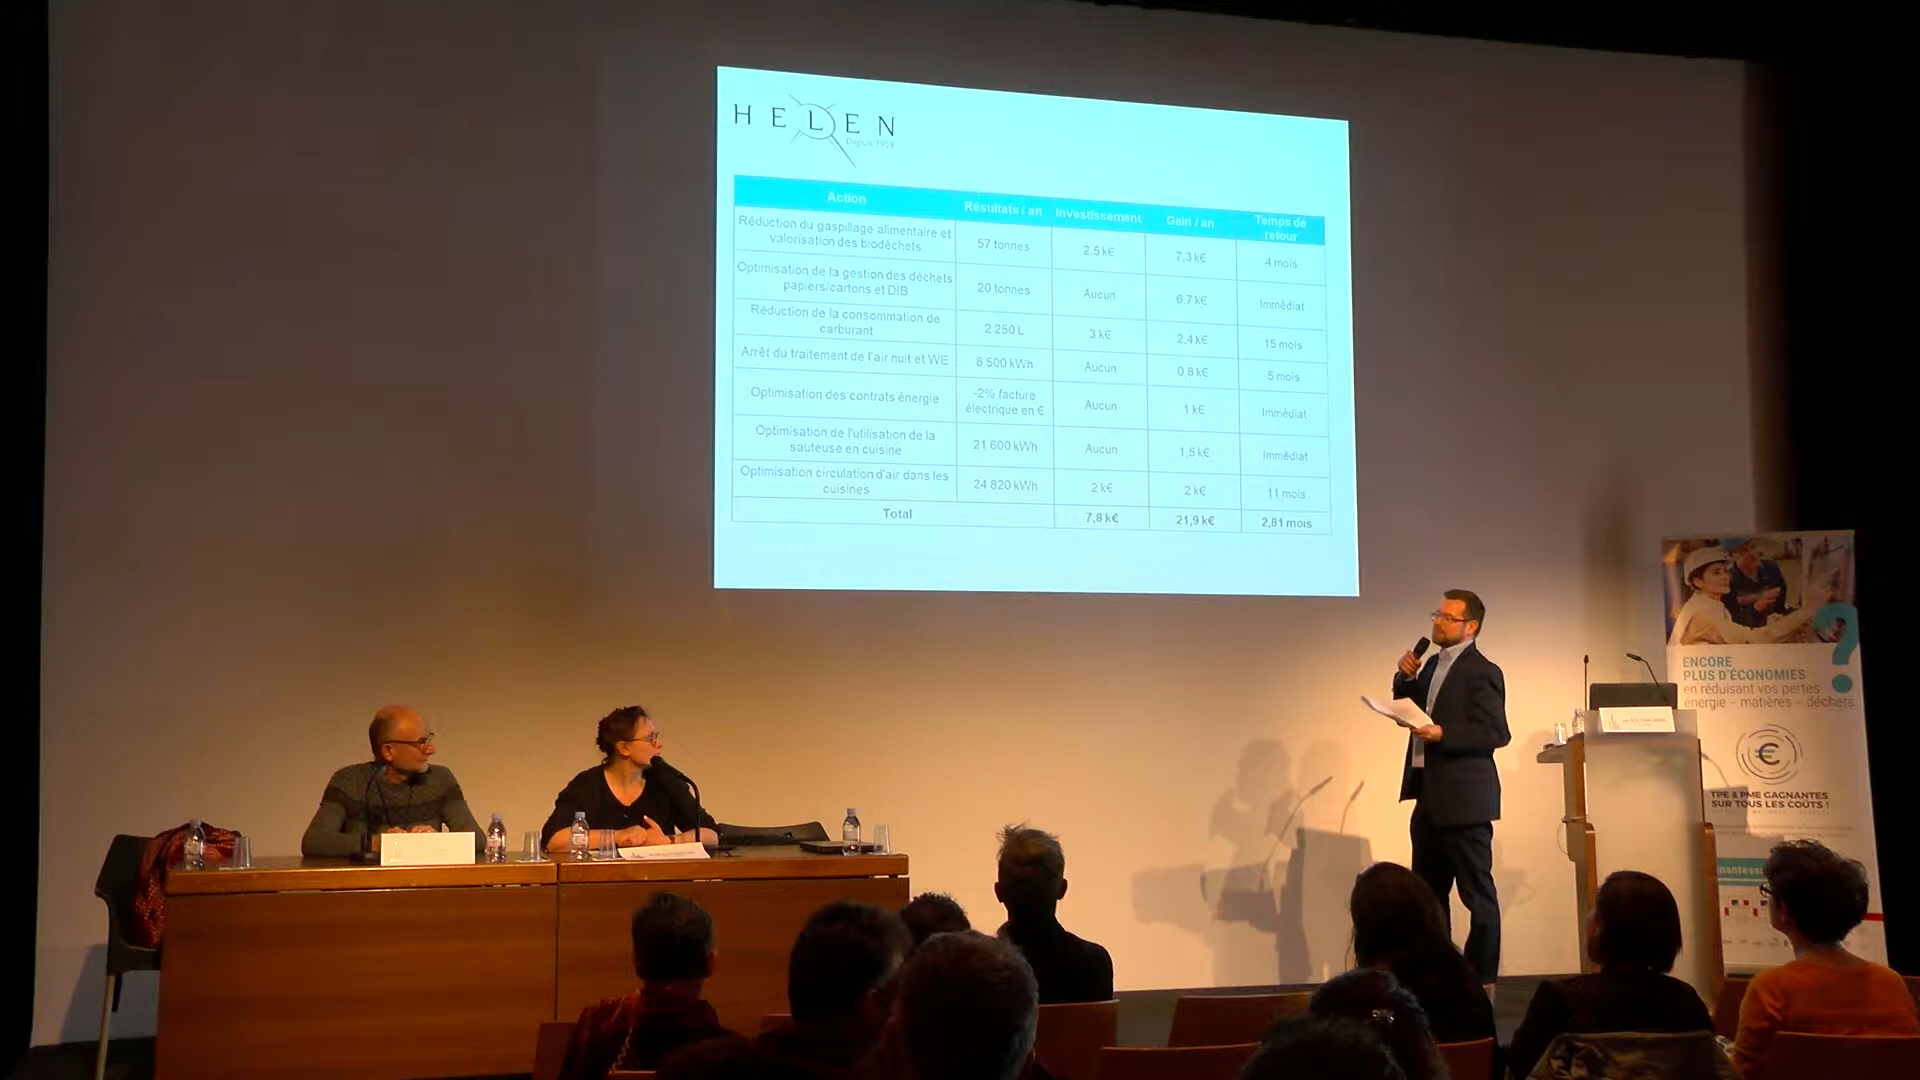 HELEN
Depuis 1959
Action Résultats / an Investissement Gain / an Temps de
retour
Réduction du gaspillage alimentaire et
valorisation des biodéchets 57 tonnes 2,5 k€ 7,3 k€ 4 mois
Optimisation de la gestion des déchets
papiers/cartons et DIB 20 tonnes Aucun 6.7 k€ Immédiat
Réduction de la consommation de
carburant 2 250 L 3 k€ 2,4 k€ 15 mois
Arrêt du traitement de l'air nuit et WE 8 500 kWh Aucun 0,8 k€ 5 mois
Optimisation des contrats énergie -2% facture
électrique en € Aucun 1 k€ Immédiat
Optimisation de l'utilisation de la
sauteuse en cuisine 21 600 kWh Aucun 1,5 k€ Immédiat
Optimisation circulation d'air dans les
cuisines 24 820 kWh 2 k€ 2 k€ 11 mois
Total 7,8 k€ 21,9 k€ 2,81 mois
ENCORE
PLUS D'ÉCONOMIES ?
en réduisant vos pertes
énergie – matières – déchets
€
TPE & PME GAGNANTES
SUR TOUS LES COÛTS !